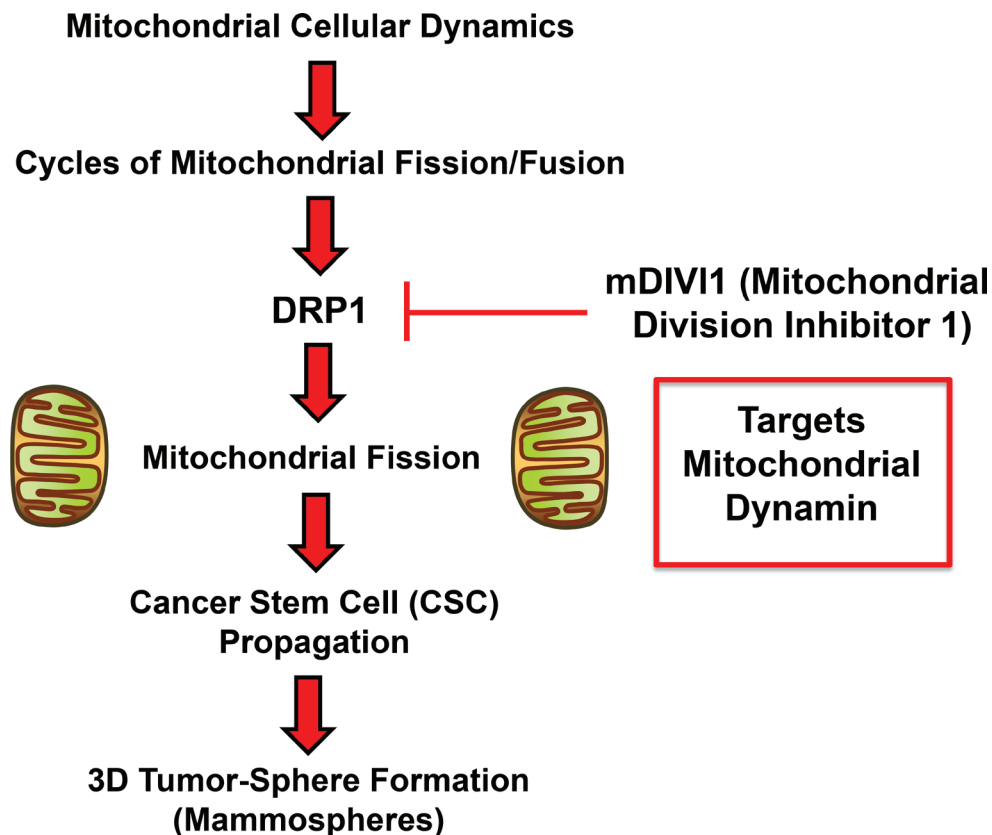 Mitochondrial Cellular Dynamics
Cycles of Mitochondrial Fission/Fusion
DRP1
mDIVI1 (Mitochondrial
Division Inhibitor 1)
Targets
Mitochondrial
Dynamin
Mitochondrial Fission
Cancer Stem Cell (CSC)
Propagation
3D Tumor-Sphere Formation
(Mammospheres)